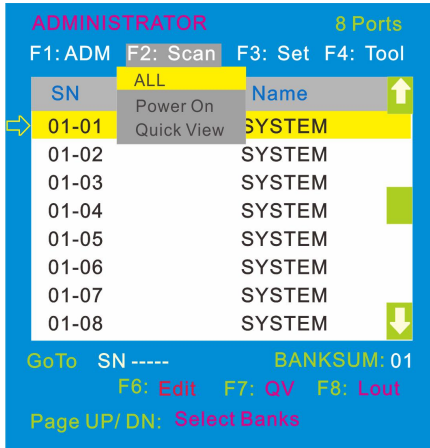 ADMINISTRATOR 8 Ports
F1: ADM F2: Scan F3: Set F4: Tool
ALL
SN Name
Power On
01-01 SYSTEM
Quick View
01-02 SYSTEM
01-03 SYSTEM
01-04 SYSTEM
01-05 SYSTEM
01-06 SYSTEM
01-07 SYSTEM
01-08 SYSTEM
GoTo SN ----- BANKSUM: 01
F6: Edit F7: QV F8: Lout
Page UP/ DN: Select Banks